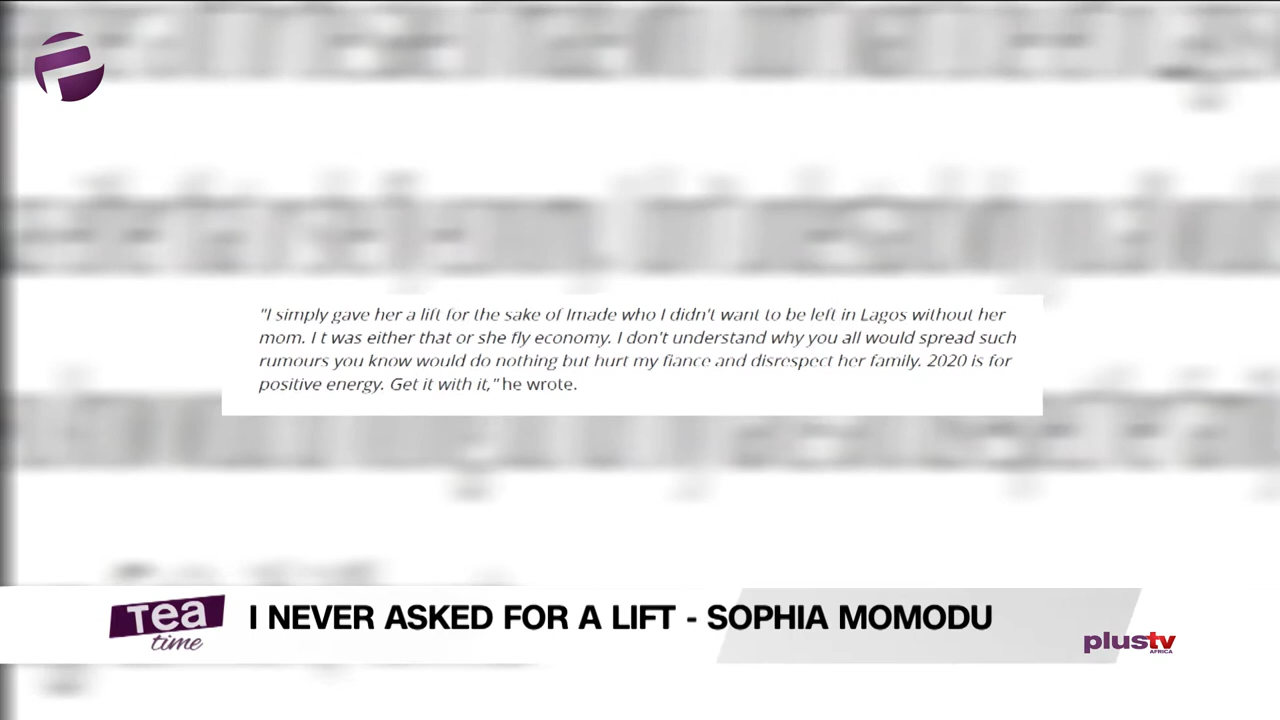 "I simply gave her a lift for the sake of Imade who I didn't want to be left in Lagos without her
mom. I t was either that or she fly economy. I don't understand why you all would spread such
rumours you know would do nothing but hurt my fiance and disrespect her family. 2020 is for
positive energy. Get it with it," he wrote.
Tea
time
I NEVER ASKED FOR A LIFT - SOPHIA MOMODU
plustv
AFRICA